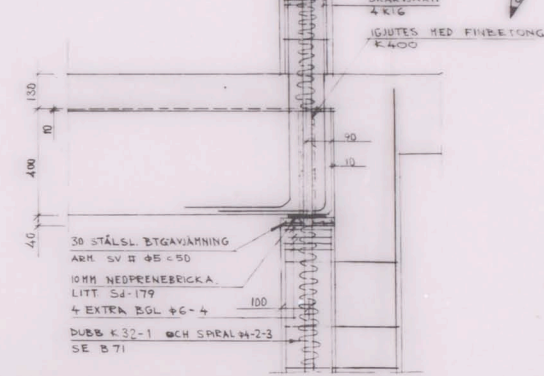 4 K16
IGJUTES MED FINBETONG
K400
130
10
400
40
90
10
30 STÅLSL. BTGAVJÄMNING
ARM. SV # φ5 c50
10MM NEOPRENEBRICKA.
LITT. Sd-179
4 EXTRA BGL φ6-4
100
DUBB K32-1 OCH SPIRAL φ4-2-3
SE B71